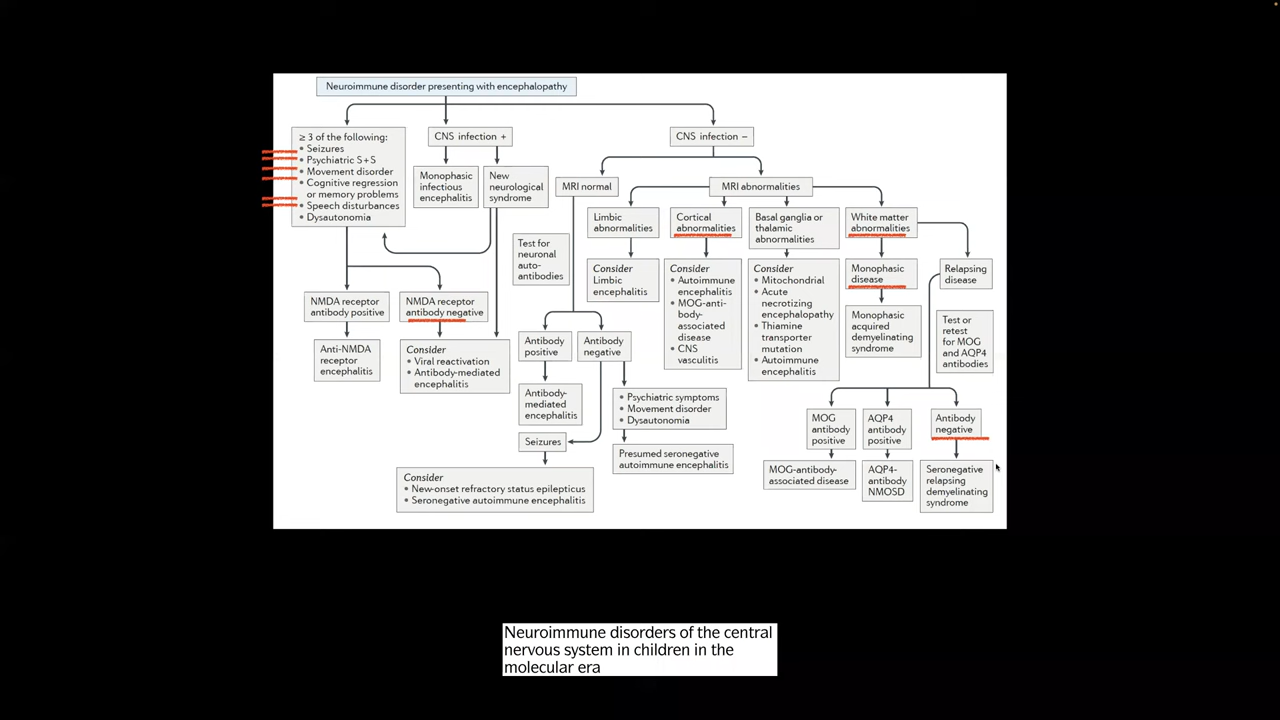 Neuroimmune disorder presenting with encephalopathy
≥ 3 of the following:
• Seizures
• Psychiatric S+S
• Movement disorder
• Cognitive regression
or memory problems
• Speech disturbances
• Dysautonomia
CNS infection +
CNS infection −
Monophasic
infectious
encephalitis
New
neurological
syndrome
MRI normal
MRI abnormalities
Limbic
abnormalities
Cortical
abnormalities
Basal ganglia or
thalamic
abnormalities
White matter
abnormalities
Test for
neuronal
auto-
antibodies
Consider
Limbic
encephalitis
Consider
• Autoimmune
encephalitis
• MOG-anti-
body-
associated
disease
• CNS
vasculitis
Consider
• Mitochondrial
• Acute
necrotizing
encephalopathy
• Thiamine
transporter
mutation
• Autoimmune
encephalitis
Monophasic
disease
Relapsing
disease
NMDA receptor
antibody positive
NMDA receptor
antibody negative
Monophasic
acquired
demyelinating
syndrome
Test or
retest
for MOG
and AQP4
antibodies
Anti-NMDA
receptor
encephalitis
Consider
• Viral reactivation
• Antibody-mediated
encephalitis
Antibody
positive
Antibody
negative
Antibody-
mediated
encephalitis
• Psychiatric symptoms
• Movement disorder
• Dysautonomia
Seizures
Presumed seronegative
autoimmune encephalitis
Consider
• New-onset refractory status epilepticus
• Seronegative autoimmune encephalitis
MOG
antibody
positive
AQP4
antibody
positive
Antibody
negative
MOG-antibody-
associated disease
AQP4-
antibody
NMOSD
Seronegative
relapsing
demyelinating
syndrome
Neuroimmune disorders of the central
nervous system in children in the
molecular era